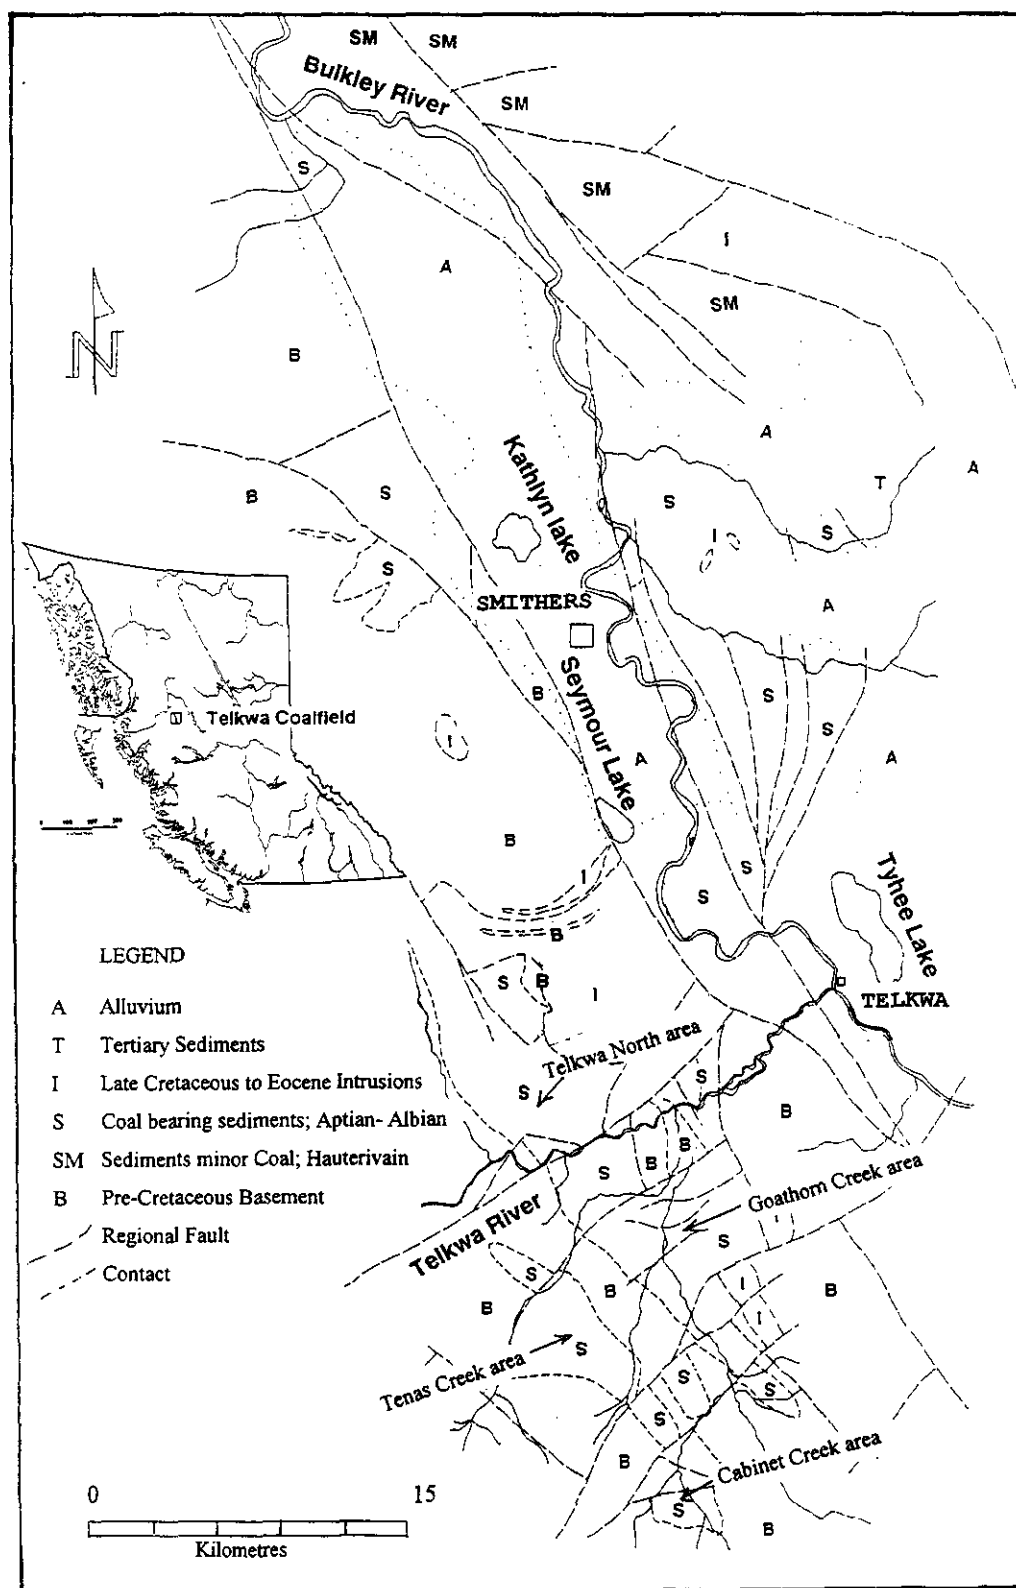 SM
SM
Bulkley River
SM
S
SM
A
I
SM
B
N
A
Kathlyn lake
A
B
S
S
T
S
I
S
S
A
SMITHERS
Seymour Lake
B
S
S
Telkwa Coalfield
I
A
A
B
I
S
S
Tyhee Lake
B
LEGEND
S
B
I
TELKWA
A Alluvium
T Tertiary Sediments
I Late Cretaceous to Eocene Intrusions
S Coal bearing sediments; Aptian- Albian
SM Sediments minor Coal; Hauterivain
B Pre-Cretaceous Basement
Regional Fault
Contact
Telkwa North area
S
S
B
S
B
B
Goathorn Creek area
Telkwa River
I
S
S
B
B
I
B
I
Tenas Creek area
S
S
S
S
B
Cabinet Creek area
S
B
0 15
Kilometres